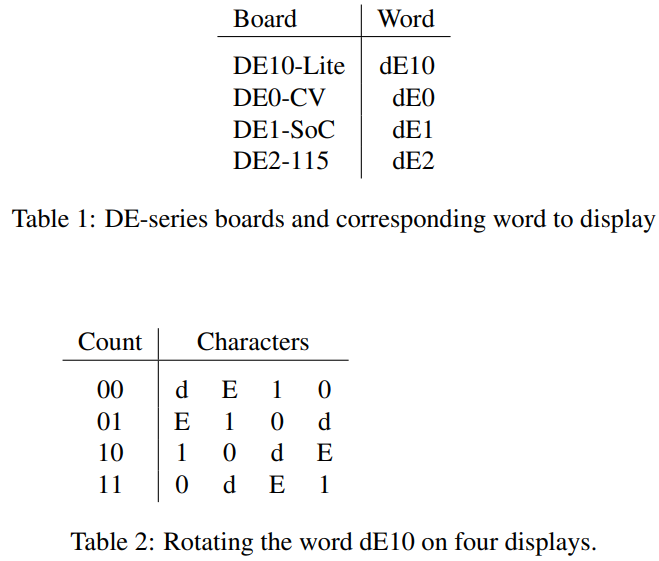 Board Word
DE10-Lite dE10
DE0-CV dE0
DE1-SoC dE1
DE2-115 dE2
Table 1: DE-series boards and corresponding word to display
Count Characters
00 d E 1 0
01 E 1 0 d
10 1 0 d E
11 0 d E 1
Table 2: Rotating the word dE10 on four displays.